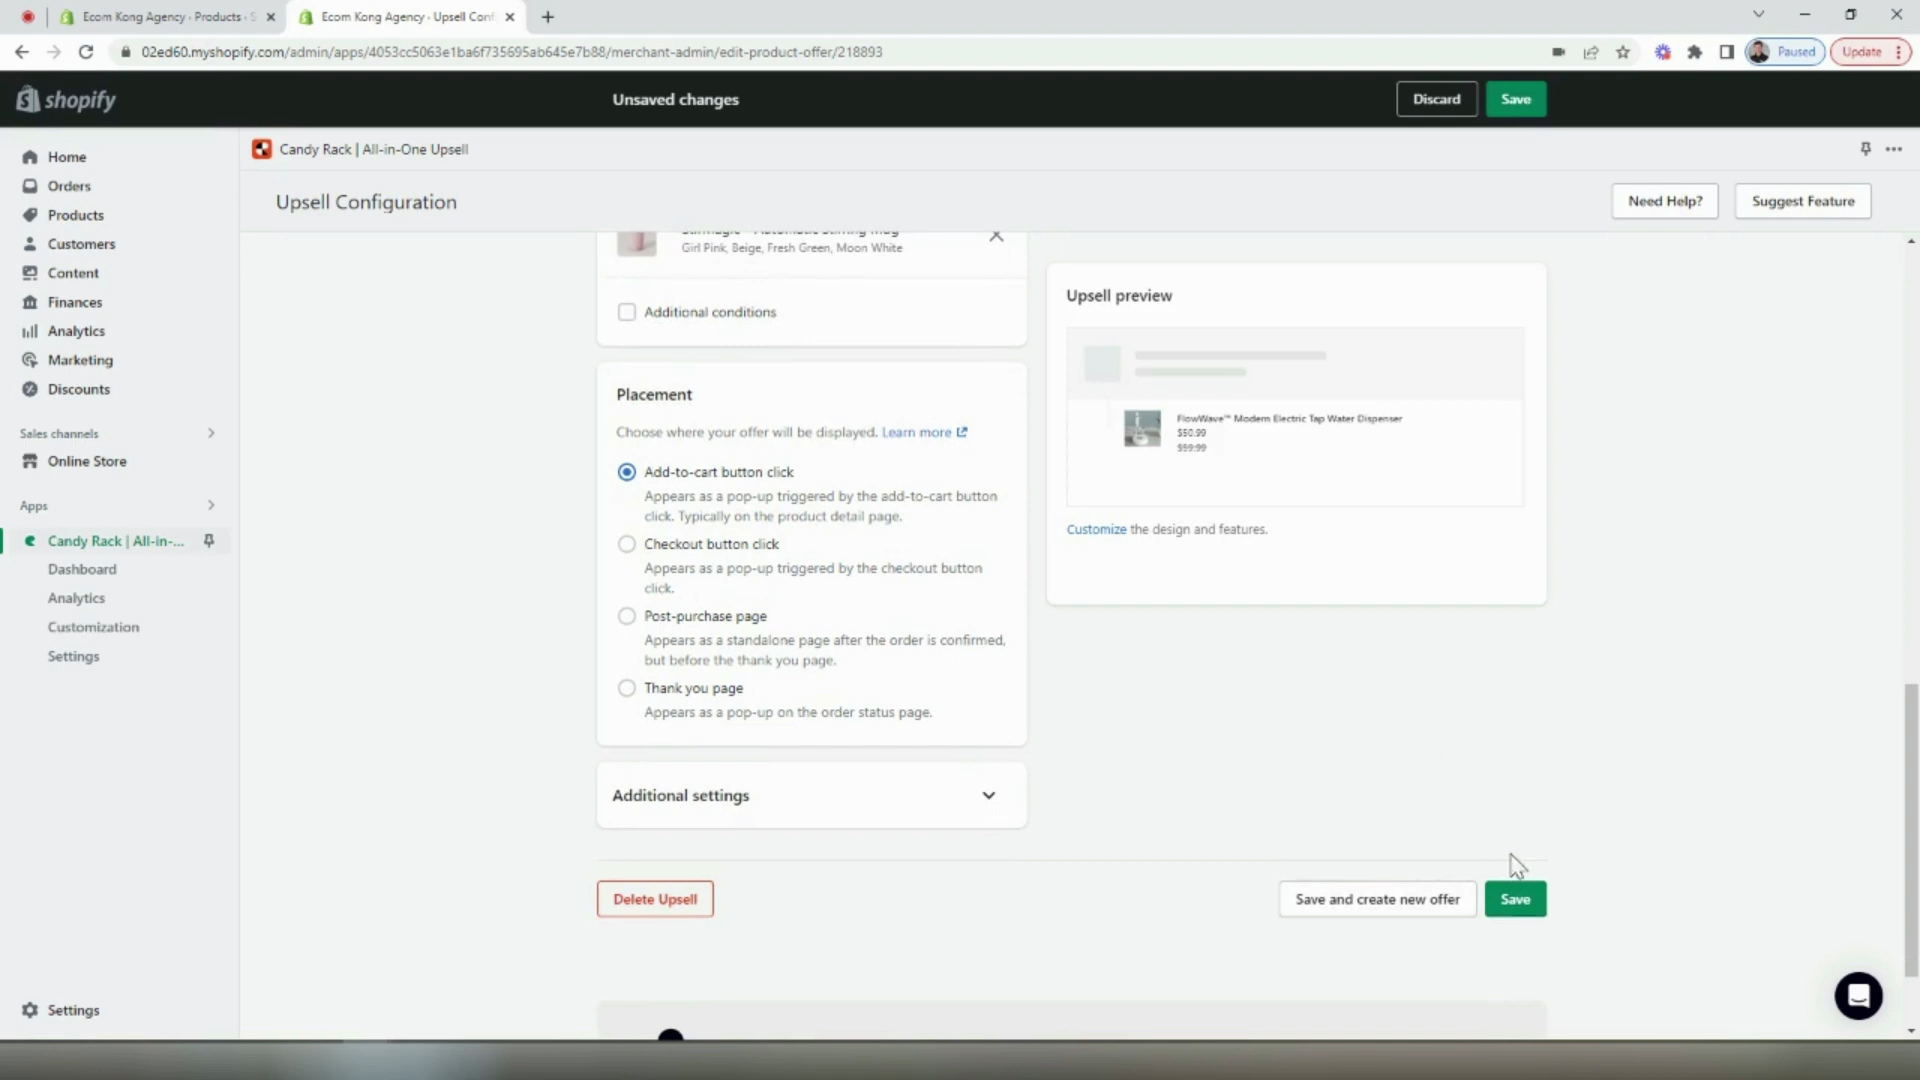 Ecom Kong Agency · Products · S
Ecom Kong Agency · Upsell Conf
02ed60.myshopify.com/admin/apps/4053cc5063e1ba6f735695ab645e7b88/merchant-admin/edit-product-offer/218893
Paused
Update
shopify
Unsaved changes
Discard
Save
Home
Orders
Products
Customers
Content
Finances
Analytics
Marketing
Discounts
Sales channels
Online Store
Apps
Candy Rack | All-in-...
Dashboard
Analytics
Customization
Settings
Settings
Candy Rack | All-in-One Upsell
Upsell Configuration
Need Help?
Suggest Feature
Automatic Stirring Mug
Girl Pink, Beige, Fresh Green, Moon White
Additional conditions
Placement
Choose where your offer will be displayed. Learn more
Add-to-cart button click
Appears as a pop-up triggered by the add-to-cart button
click. Typically on the product detail page.
Checkout button click
Appears as a pop-up triggered by the checkout button
click.
Post-purchase page
Appears as a standalone page after the order is confirmed,
but before the thank you page.
Thank you page
Appears as a pop-up on the order status page.
Additional settings
Upsell preview
FlowWave™ Modern Electric Tap Water Dispenser
$50.99
$59.99
Customize the design and features.
Delete Upsell
Save and create new offer
Save